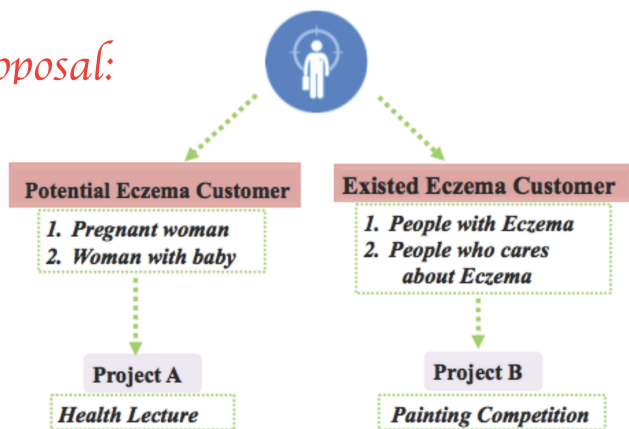 oposal:
Potential Eczema Customer
1. Pregnant woman
2. Woman with baby
Project A
Health Lecture
Existed Eczema Customer
1. People with Eczema
2. People who cares
about Eczema
Project B
Painting Competition